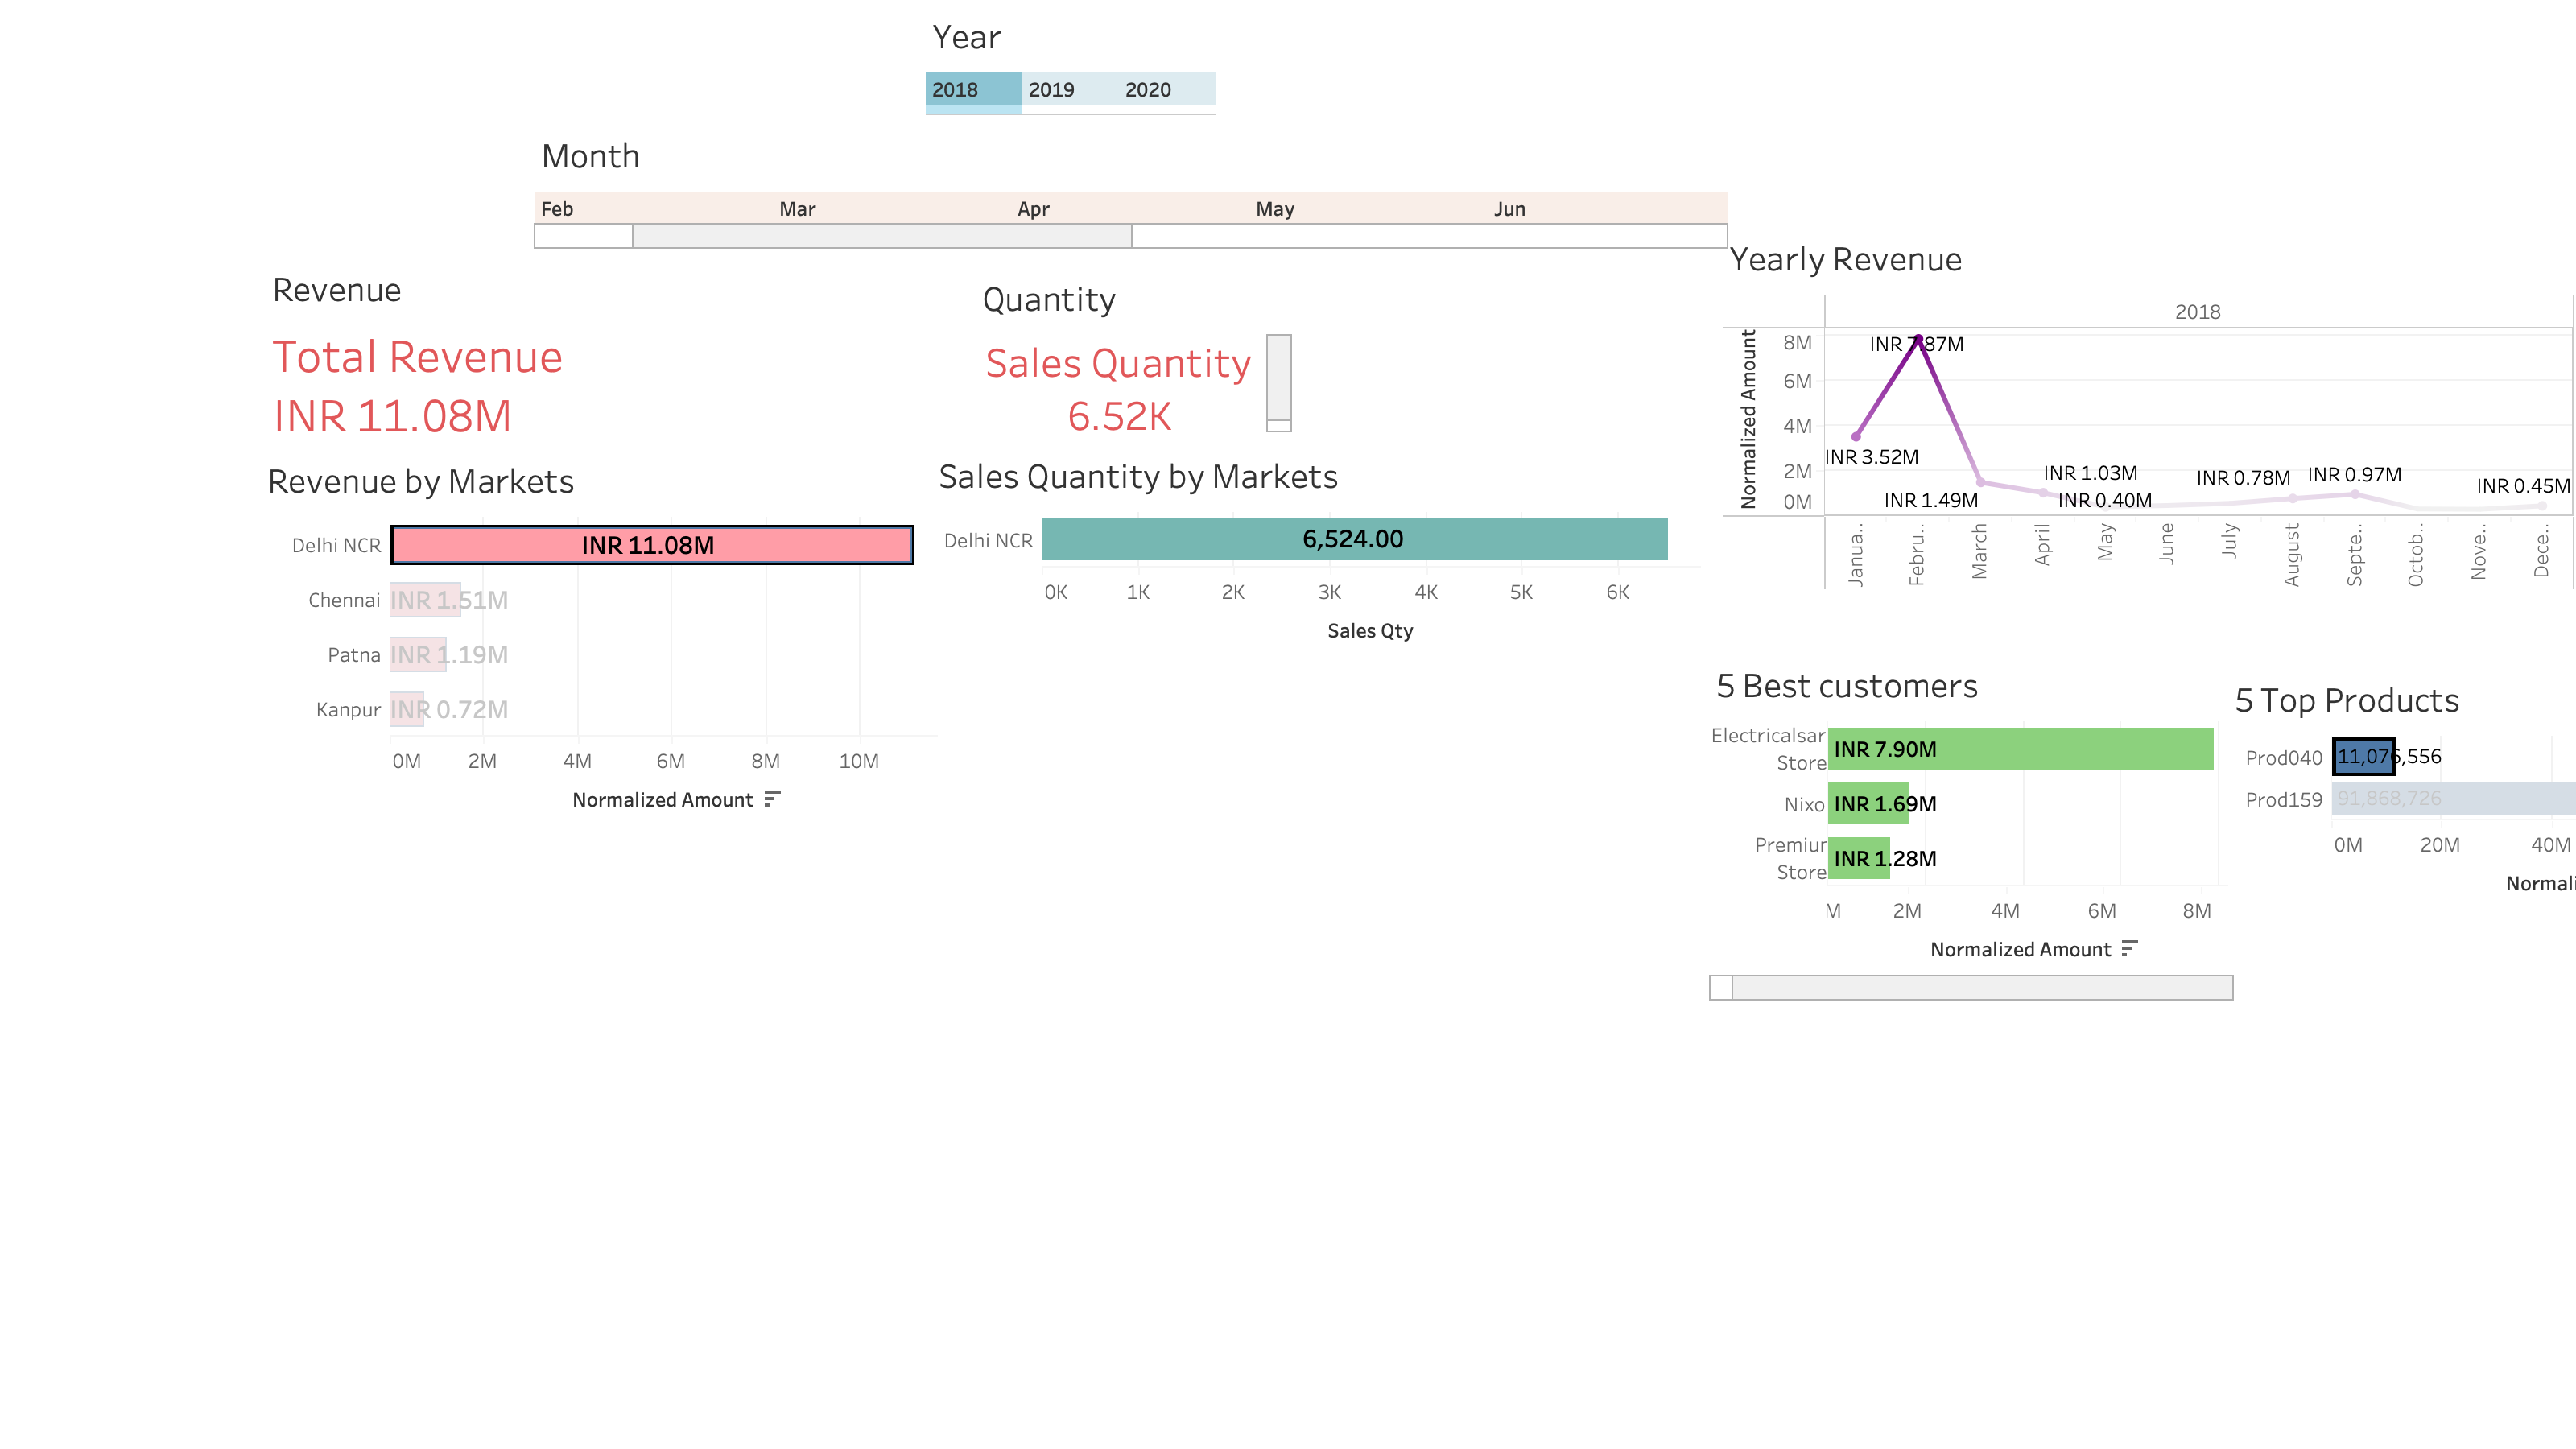 Year
2018 2019 2020
Month
Feb Mar Apr May Jun
Revenue
Total Revenue
INR 11.08M
Quantity
Sales Quantity
6.52K
Revenue by Markets
Delhi NCR INR 11.08M
Chennai INR 1.51M
Patna INR 1.19M
Kanpur INR 0.72M
0M 2M 4M 6M 8M 10M
Normalized Amount
Sales Quantity by Markets
Delhi NCR 6,524.00
0K 1K 2K 3K 4K 5K 6K
Sales Qty
Yearly Revenue
2018
Normalized Amount
8M
6M
4M
2M
0M
INR 7.87M
INR 3.52M
INR 1.49M
INR 1.03M
INR 0.40M
INR 0.78M
INR 0.97M
INR 0.45M
Janua.. Febru.. March April May June July August Septe.. Octob.. Nove.. Dece..
5 Best customers
Electricalsar
Store INR 7.90M
Nixo INR 1.69M
Premiur
Store INR 1.28M
M 2M 4M 6M 8M
Normalized Amount
5 Top Products
Prod040 11,076,556
Prod159 91,868,726
0M 20M 40M
Normali